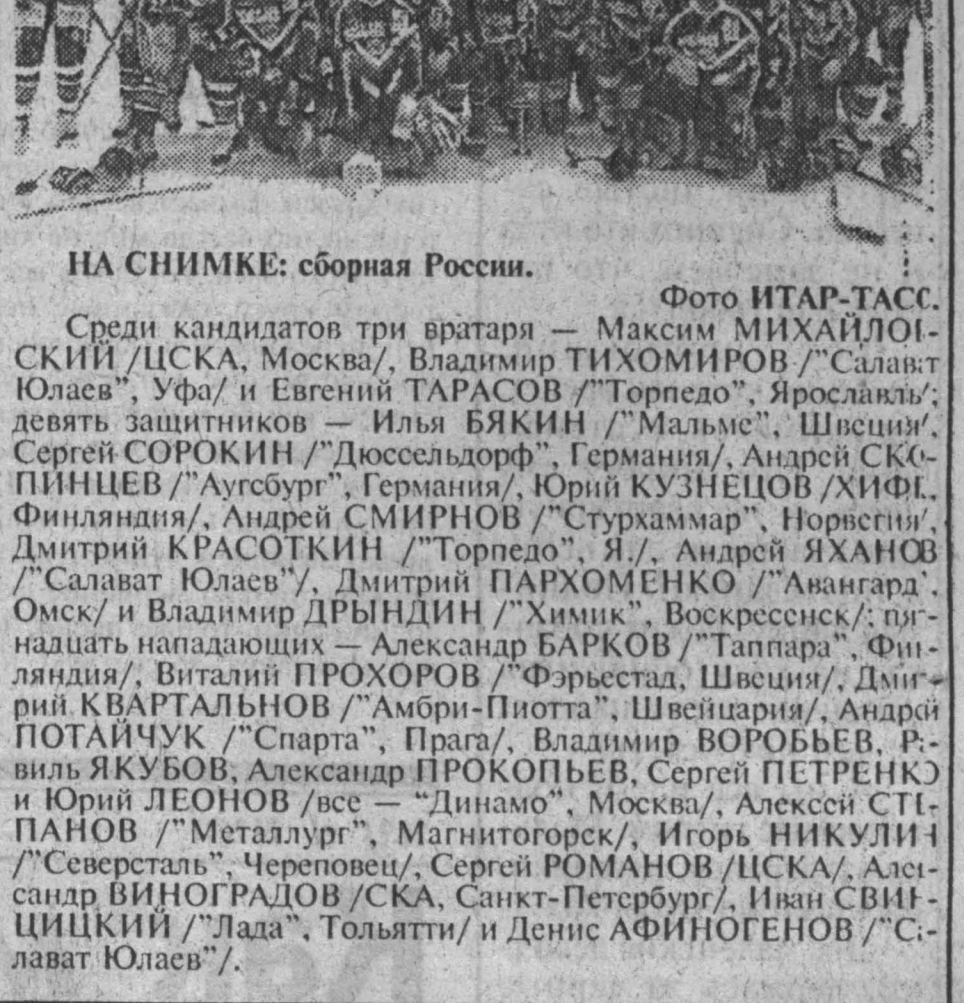 НА СНИМКЕ: сборная России.
Фото ИТАР-ТАСС.
Среди кандидатов три вратаря — Максим МИХАЙЛОВ-
СКИЙ /ЦСКА, Москва/, Владимир ТИХОМИРОВ /"Салават
Юлаев", Уфа/ и Евгений ТАРАСОВ /"Торпедо", Ярославль/;
девять защитников — Илья БЯКИН /"Мальме", Швеция/,
Сергей СОРОКИН /"Дюссельдорф", Германия/, Андрей СКО-
ПИНЦЕВ /"Аугсбург", Германия/, Юрий КУЗНЕЦОВ /ХИФК,
Финляндия/, Андрей СМИРНОВ /"Стурхаммар", Норвегия/,
Дмитрий КРАСОТКИН /"Торпедо", Я./, Андрей ЯХАНОВ
/"Салават Юлаев"/, Дмитрий ПАРХОМЕНКО /"Авангард",
Омск/ и Владимир ДРЫНДИН /"Химик", Воскресенск/; пят-
надцать нападающих — Александр БАРКОВ /"Таппара", Фин-
ляндия/, Виталий ПРОХОРОВ /"Фэрьестад, Швеция/, Дмит-
рий КВАРТАЛЬНОВ /"Амбри-Пиотта", Швейцария/, Андрей
ПОТАЙЧУК /"Спарта", Прага/, Владимир ВОРОБЬЕВ, Ра-
виль ЯКУБОВ, Александр ПРОКОПЬЕВ, Сергей ПЕТРЕНКО
и Юрий ЛЕОНОВ /все — "Динамо", Москва/, Алексей СТЕ-
ПАНОВ /"Металлург", Магнитогорск/, Игорь НИКУЛИН
/"Северсталь", Череповец/, Сергей РОМАНОВ /ЦСКА/, Алек-
сандр ВИНОГРАДОВ /СКА, Санкт-Петербург/, Иван СВИН-
ЦИЦКИЙ /"Лада", Тольятти/ и Денис АФИНОГЕНОВ /"Са-
лават Юлаев"/.